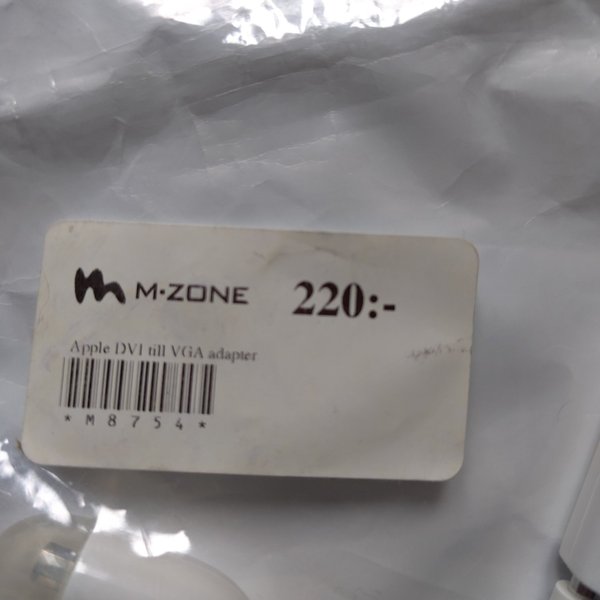 M·ZONE 220:-
Apple DVI till VGA adapter
*M8754*